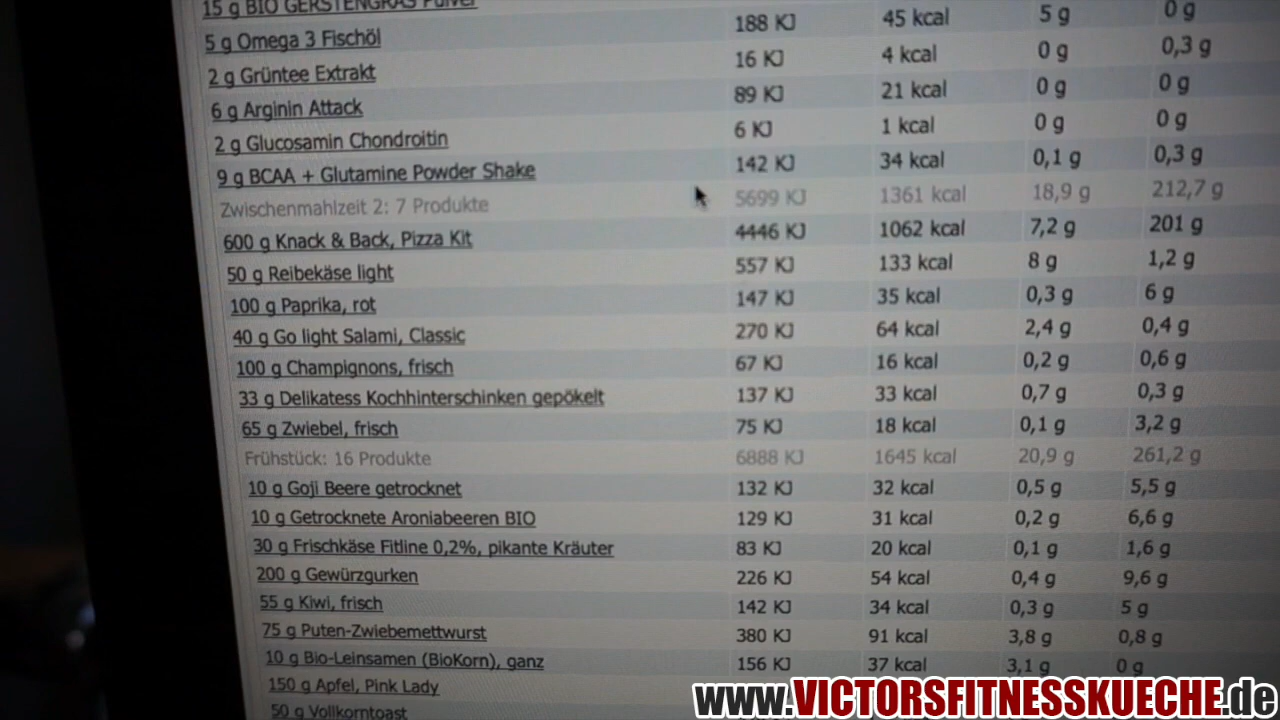 15 g BIO GERSTENGRAS Pulver
5 g Omega 3 Fischöl 188 KJ 45 kcal 5 g 0 g
2 g Grüntee Extrakt 16 KJ 4 kcal 0 g 0,3 g
6 g Arginin Attack 89 KJ 21 kcal 0 g 0 g
2 g Glucosamin Chondroitin 6 KJ 1 kcal 0 g 0 g
9 g BCAA + Glutamine Powder Shake 142 KJ 34 kcal 0,1 g 0,3 g
Zwischenmahlzeit 2: 7 Produkte 5699 KJ 1361 kcal 18,9 g 212,7 g
600 g Knack & Back, Pizza Kit 4446 KJ 1062 kcal 7,2 g 201 g
50 g Reibekäse light 557 KJ 133 kcal 8 g 1,2 g
100 g Paprika, rot 147 KJ 35 kcal 0,3 g 6 g
40 g Go light Salami, Classic 270 KJ 64 kcal 2,4 g 0,4 g
100 g Champignons, frisch 67 KJ 16 kcal 0,2 g 0,6 g
33 g Delikatess Kochhinterschinken gepökelt 137 KJ 33 kcal 0,7 g 0,3 g
65 g Zwiebel, frisch 75 KJ 18 kcal 0,1 g 3,2 g
Frühstück: 16 Produkte 6888 KJ 1645 kcal 20,9 g 261,2 g
10 g Goji Beere getrocknet 132 KJ 32 kcal 0,5 g 5,5 g
10 g Getrocknete Aroniabeeren BIO 129 KJ 31 kcal 0,2 g 6,6 g
30 g Frischkäse Fitline 0,2%, pikante Kräuter 83 KJ 20 kcal 0,1 g 1,6 g
200 g Gewürzgurken 226 KJ 54 kcal 0,4 g 9,6 g
55 g Kiwi, frisch 142 KJ 34 kcal 0,3 g 5 g
75 g Puten-Zwiebemettwurst 380 KJ 91 kcal 3,8 g 0,8 g
10 g Bio-Leinsamen (BioKorn), ganz 156 KJ 37 kcal 3,1 g 0 g
150 g Apfel, Pink Lady
50 g Vollkorntoast
www.VICTORSFITNESSKUECHE.de